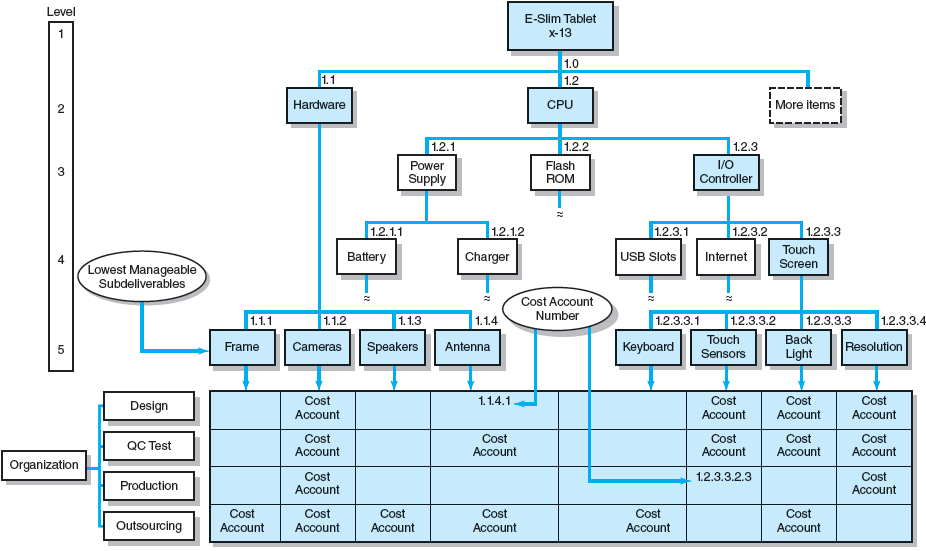 Level
1
E-Slim Tablet
x-13
1.0
1.1
1.2
2
Hardware
CPU
More items
1.2.1
1.2.2
1.2.3
3
Power
Supply
Flash
ROM
I/O
Controller
≈
1.2.1.1
1.2.1.2
1.2.3.1
1.2.3.2
1.2.3.3
4
Battery
Charger
USB Slots
Internet
Touch
Screen
Lowest Manageable
Subdeliverables
≈
≈
≈
≈
Cost Account
Number
1.1.1
1.1.2
1.1.3
1.1.4
1.2.3.3.1
1.2.3.3.2
1.2.3.3.3
1.2.3.3.4
5
Frame
Cameras
Speakers
Antenna
Keyboard
Touch
Sensors
Back
Light
Resolution
Organization
Design
Cost
Account
1.1.4.1
Cost
Account
Cost
Account
Cost
Account
QC Test
Cost
Account
Cost
Account
Cost
Account
Cost
Account
Cost
Account
Production
Cost
Account
1.2.3.3.2.3
Cost
Account
Outsourcing
Cost
Account
Cost
Account
Cost
Account
Cost
Account
Cost
Account
Cost
Account